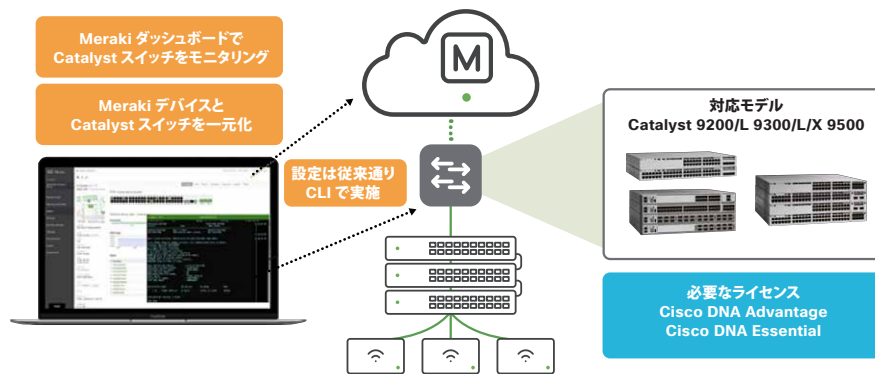 Meraki ダッシュボードで
Catalyst スイッチをモニタリング
Meraki デバイスと
Catalyst スイッチを一元化
設定は従来通り
CLI で実施
M
対応モデル
Catalyst 9200/L 9300/L/X 9500
必要なライセンス
Cisco DNA Advantage
Cisco DNA Essential